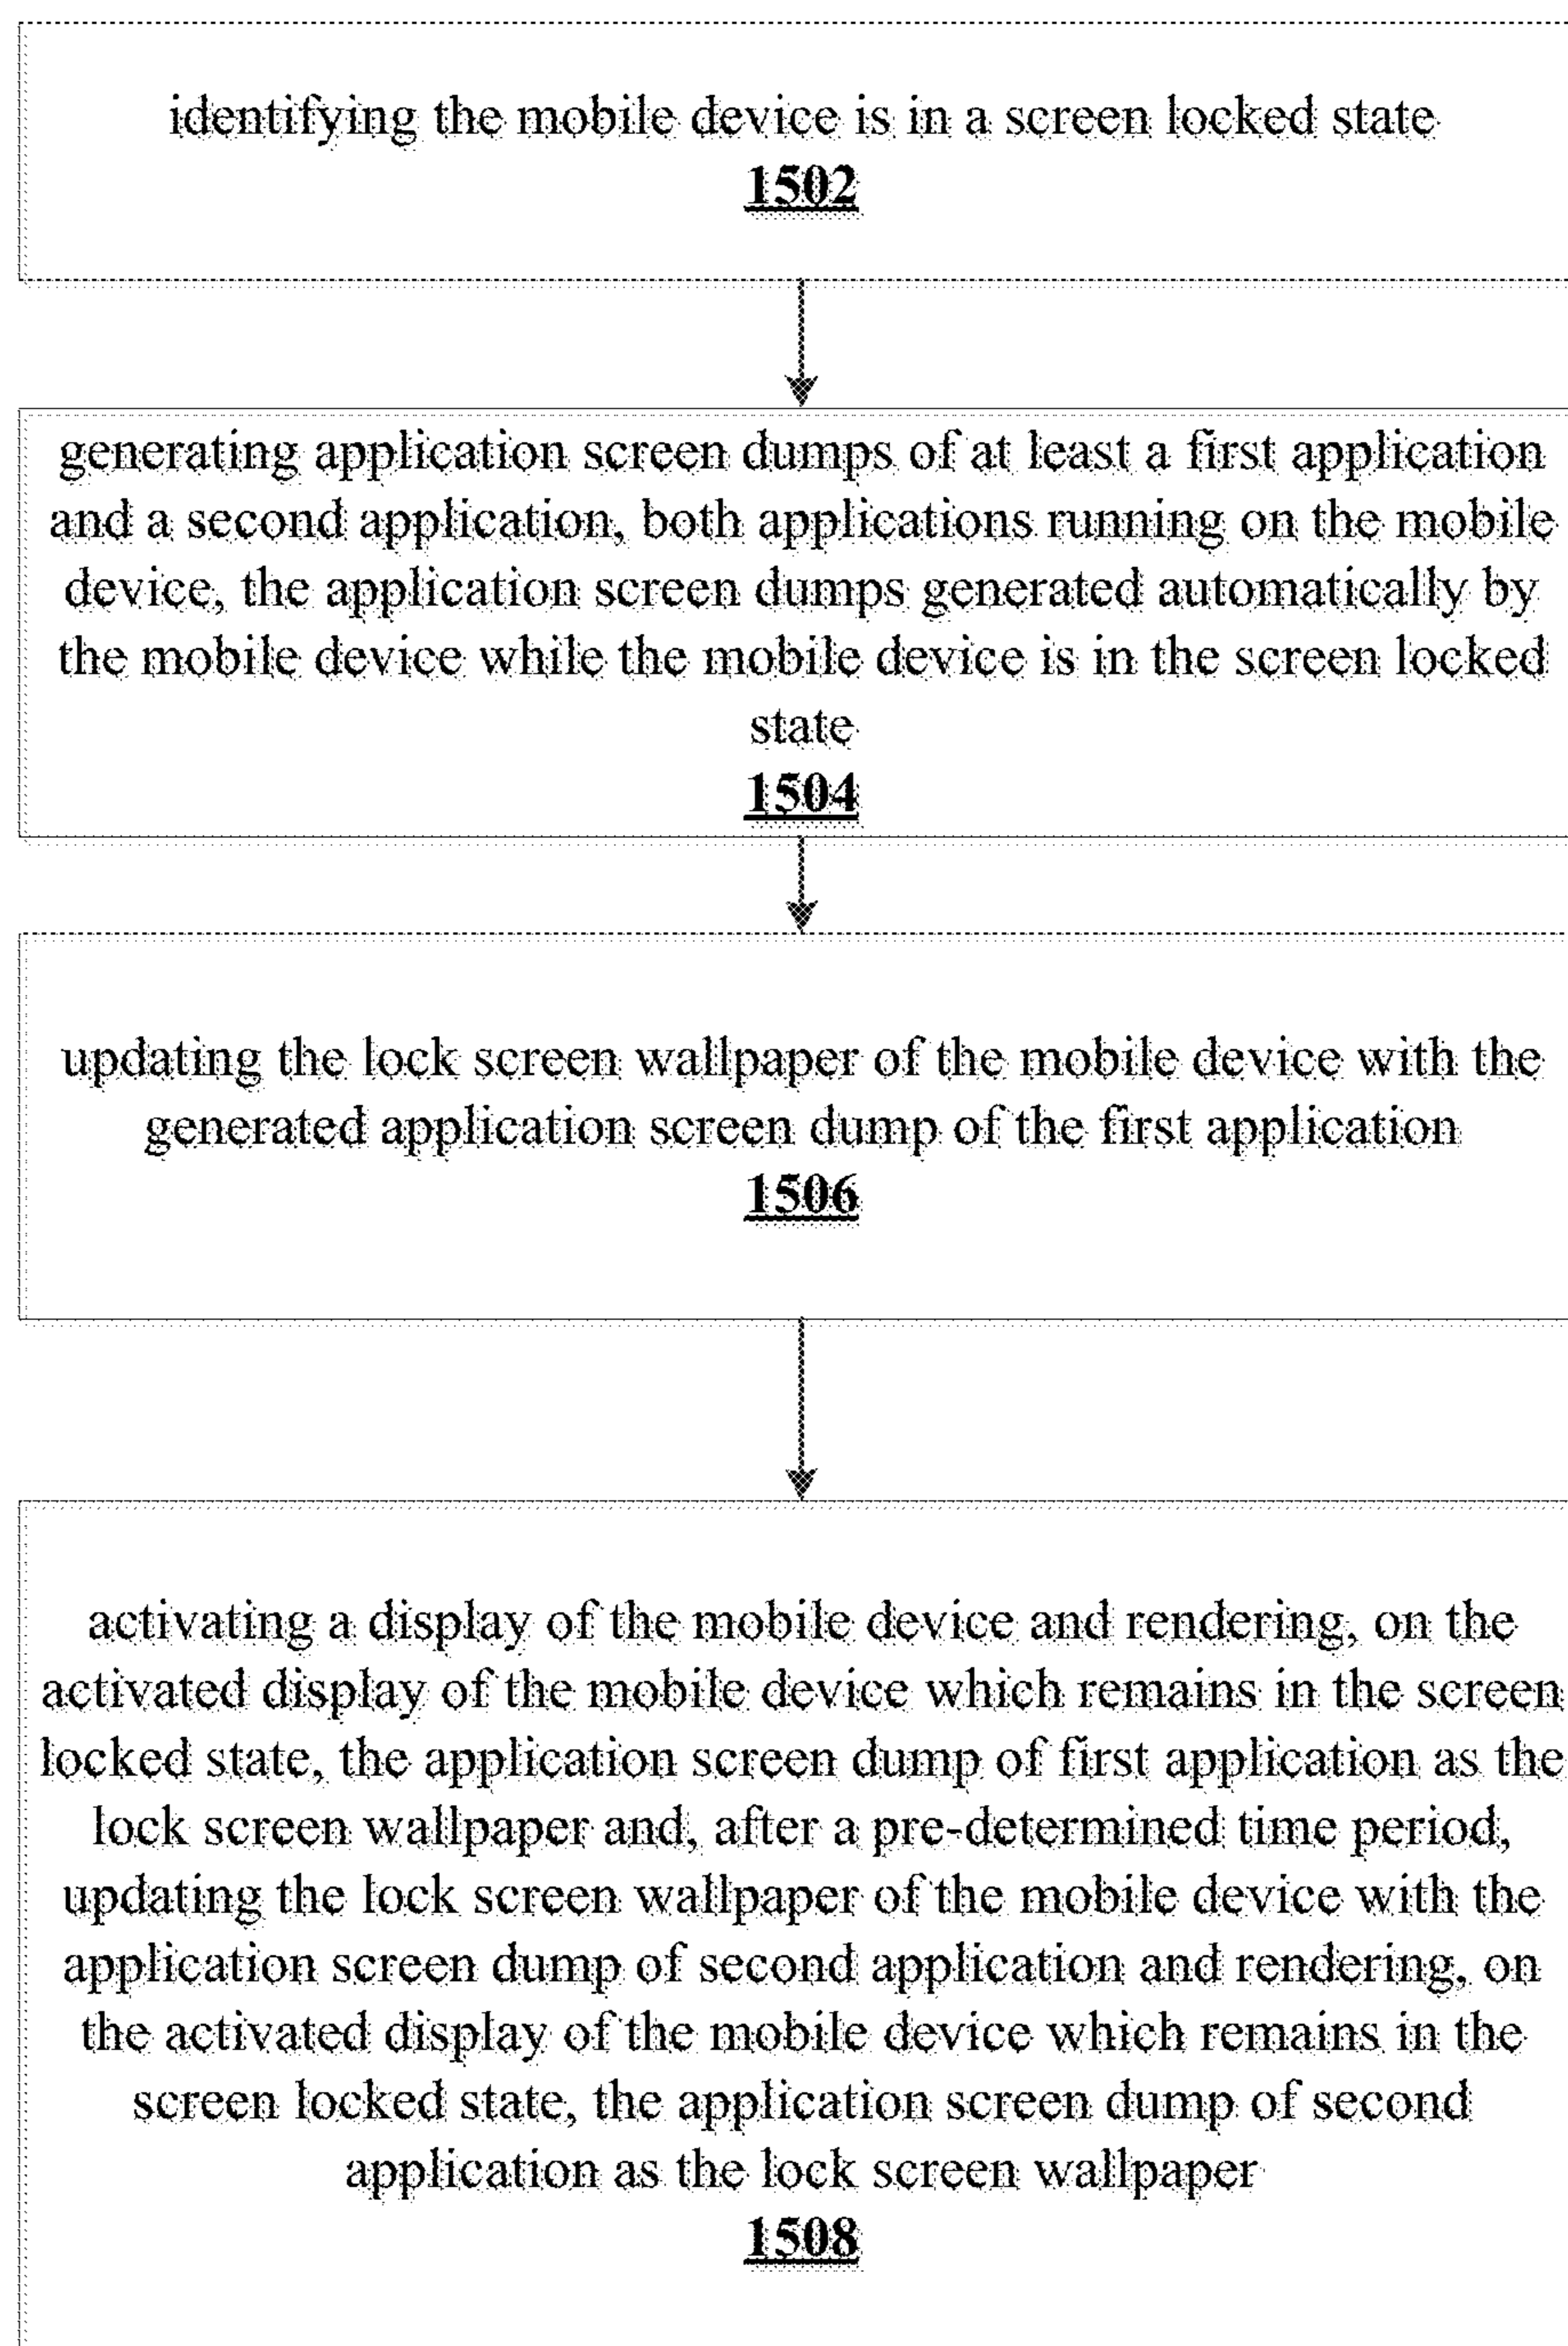 identifying the mobile device is in a screen locked state
1502
generating application screen dumps of at least a first application
and a second application, both applications running on the mobile
device, the application screen dumps generated automatically by
the mobile device while the mobile device is in the screen locked
state
1504
updating the lock screen wallpaper of the mobile device with the
generated application screen dump of the first application
1506
activating a display of the mobile device and rendering, on the
activated display of the mobile device which remains in the screen
locked state, the application screen dump of first application as the
lock screen wallpaper and, after a pre-determined time period,
updating the lock screen wallpaper of the mobile device with the
application screen dump of second application and rendering, on
the activated display of the mobile device which remains in the
screen locked state, the application screen dump of second
application as the lock screen wallpaper
1508